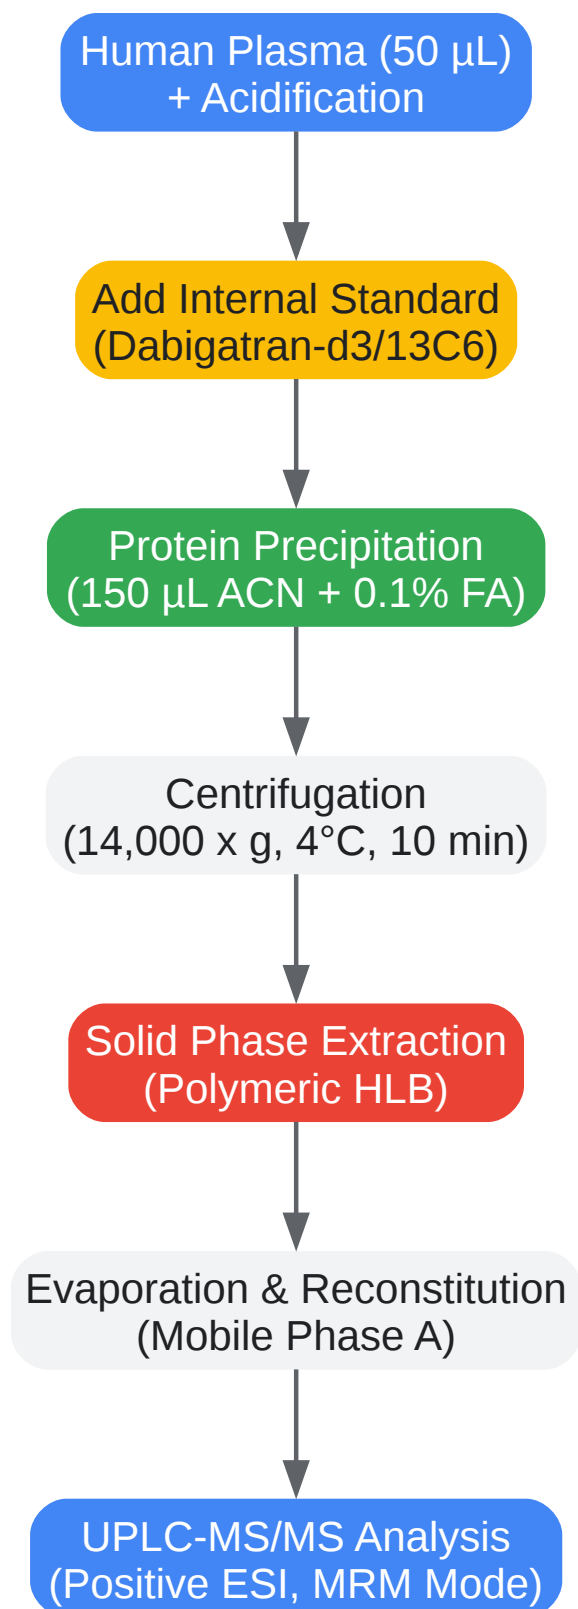 Human Plasma (50 µL)
+ Acidification
Add Internal Standard
(Dabigatran-d3/13C6)
Protein Precipitation
(150 µL ACN + 0.1% FA)
Centrifugation
(14,000 x g, 4°C, 10 min)
Solid Phase Extraction
(Polymeric HLB)
Evaporation & Reconstitution
(Mobile Phase A)
UPLC-MS/MS Analysis
(Positive ESI, MRM Mode)